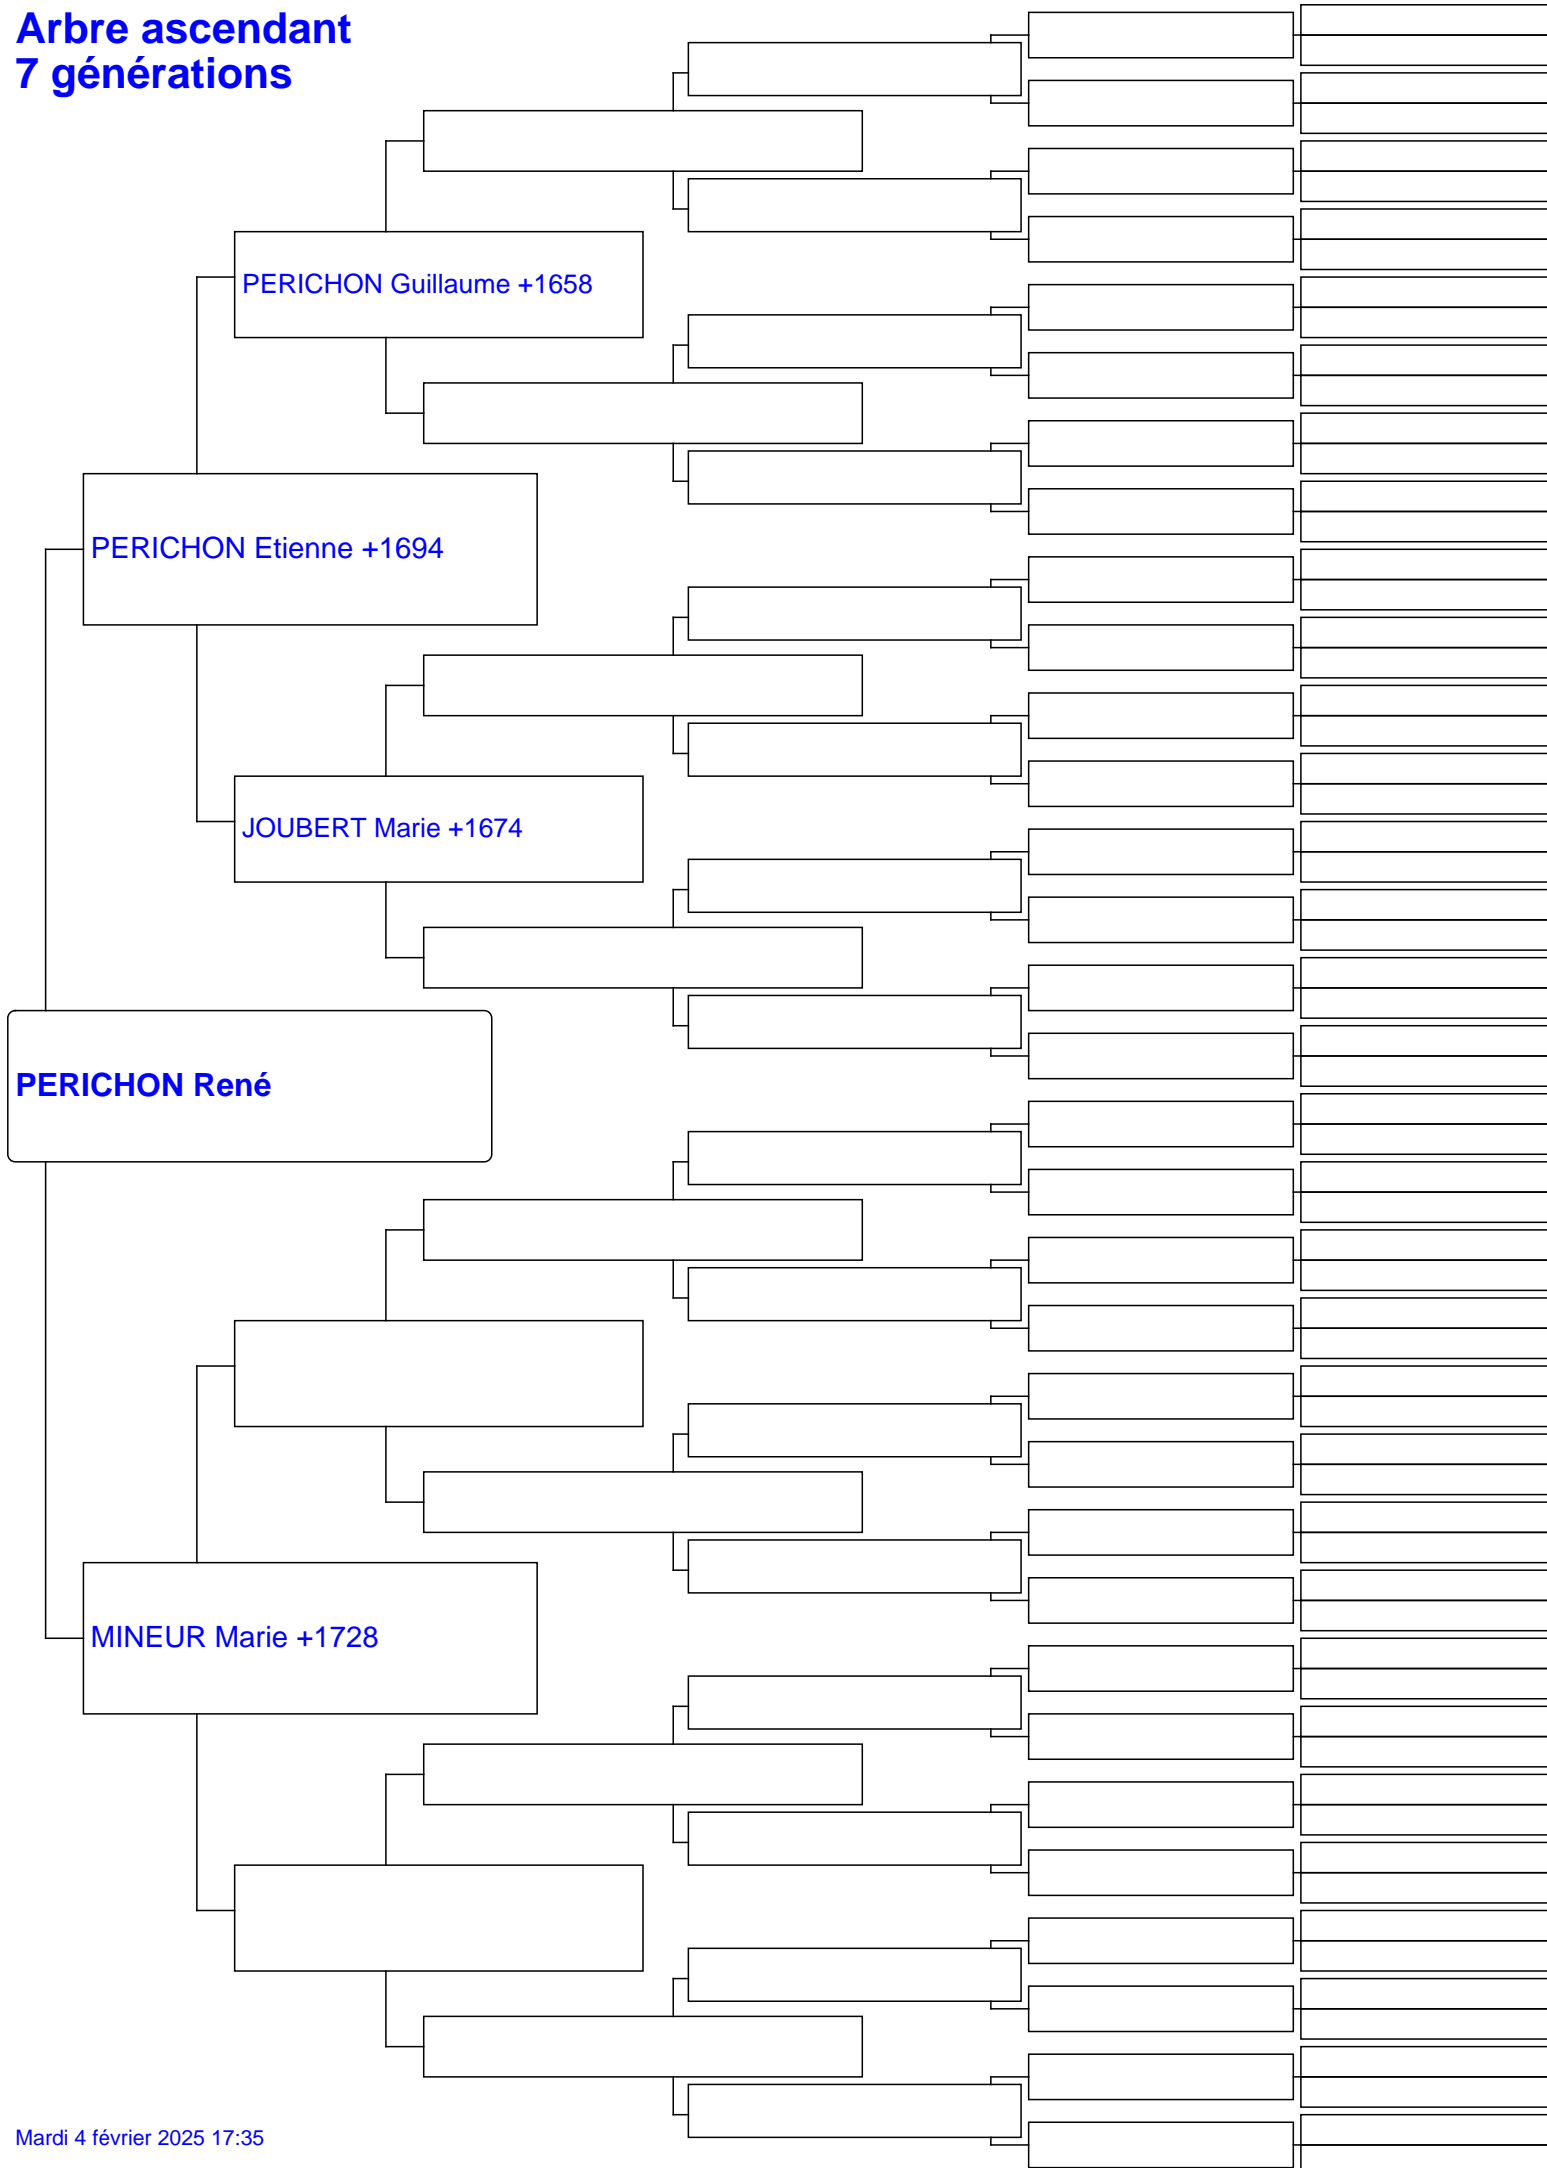 Arbre ascendant
7 générations
PERICHON Guillaume +1658
PERICHON Etienne +1694
JOUBERT Marie +1674
PERICHON René
MINEUR Marie +1728
Mardi 4 février 2025 17:35